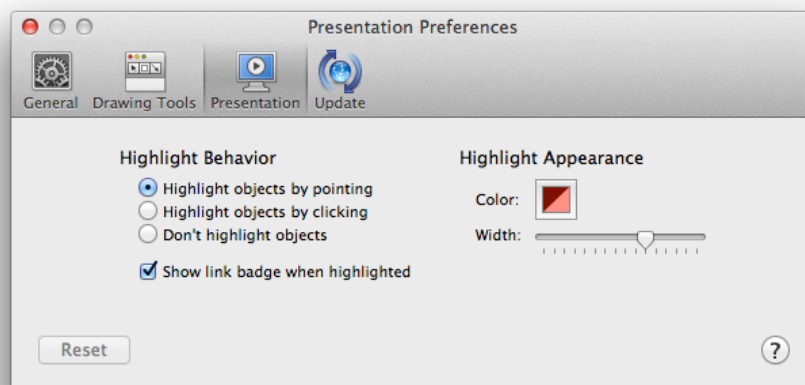 Presentation Preferences
General Drawing Tools Presentation Update
Highlight Behavior
Highlight objects by pointing
Highlight objects by clicking
Don't highlight objects
Show link badge when highlighted
Highlight Appearance
Color:
Width:
Reset
?